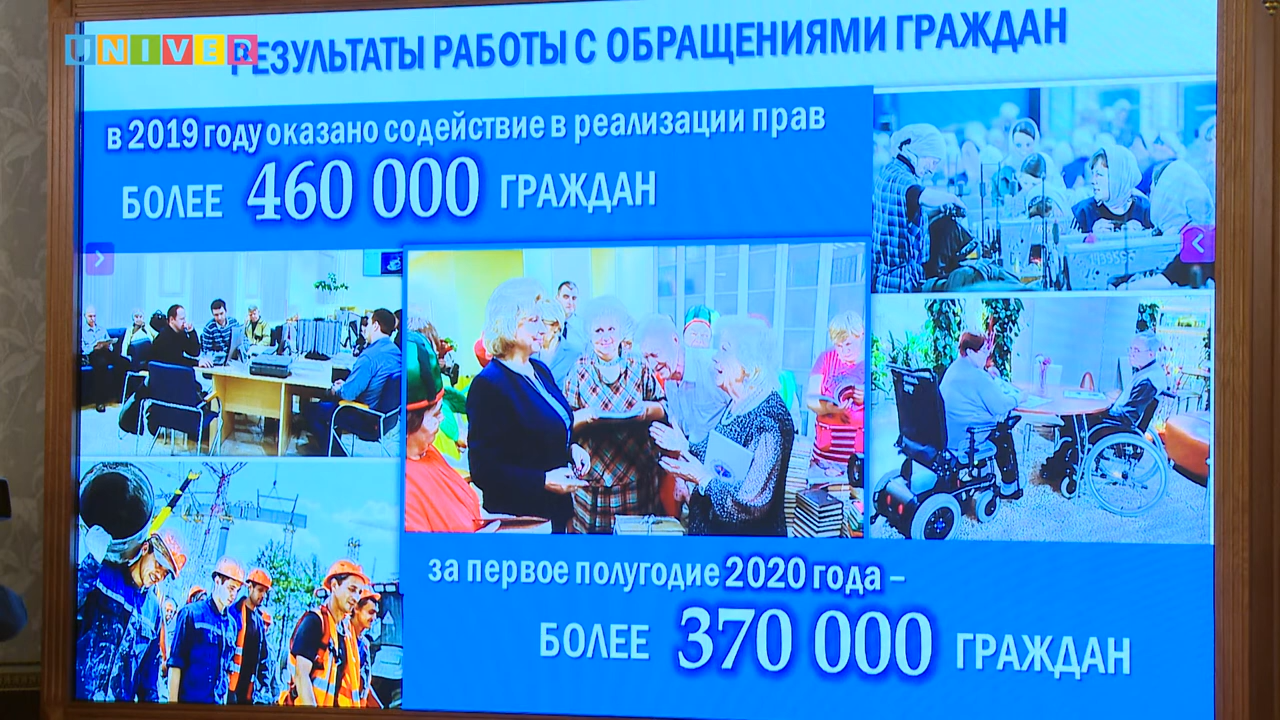 UNIVER
РЕЗУЛЬТАТЫ РАБОТЫ С ОБРАЩЕНИЯМИ ГРАЖДАН
в 2019 году оказано содействие в реализации прав
БОЛЕЕ 460 000 ГРАЖДАН
за первое полугодие 2020 года –
БОЛЕЕ 370 000 ГРАЖДАН